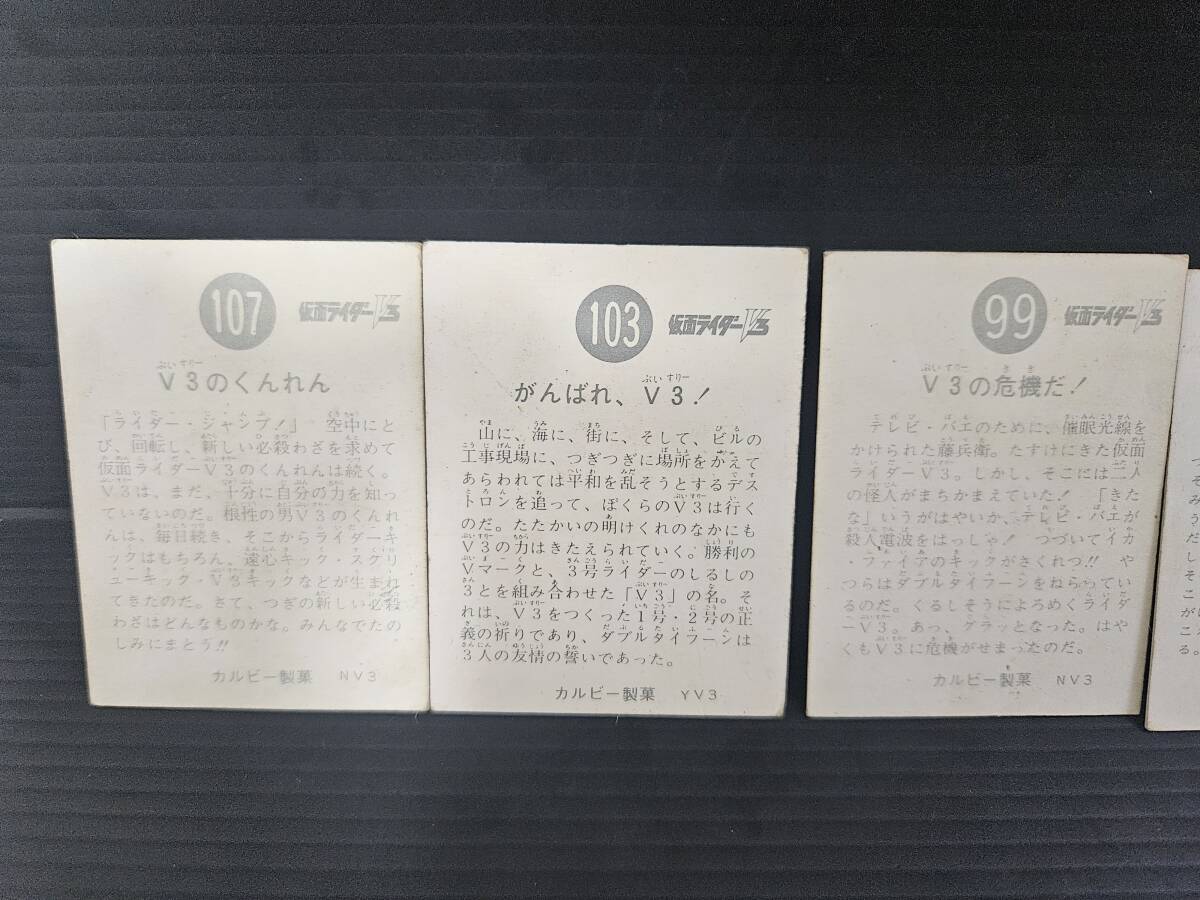 107
仮面ライダーV3
V3のくんれん
「ライダー・ジャンプ!」 空中にと
び、回転し、新しい必殺わざを求めて
仮面ライダーV3のくんれんは続く。
V3は、まだ、十分に自分の力を知っ
ていないのだ。根性の男V3のくんれ
んは、毎日続き、そこからライダーキ
ックはもちろん、遠心キック・スクリ
ューキック・V3キックなどが生まれ
てきたのだ。さて、つぎの新しい必殺
わざはどんなものかな。みんなでたの
しみにまとう!!
カルビー製菓 NV3
103
仮面ライダーV3
がんばれ、V3!
山に、海に、街に、そして、ビルの
工事現場に、つぎつぎに場所をかえて
あらわれては平和を乱そうとするデス
トロンを追って、ぼくらのV3は行く
のだ。たたかいの明けくれのなかにも
V3の力はきたえられていく。勝利の
Vマークと、3号ライダーのしるしの
3とを組み合わせた「V3」の名。そ
れは、V3をつくった1号・2号の正
義の祈りであり、ダブルタイフーンは
3人の友情の誓いであった。
カルビー製菓 YV3
99
仮面ライダーV3
V3の危機だ!
テレビ・バエのために、催眠光線を
かけられた藤兵衛。たすけにきた仮面
ライダーV3。しかし、そこには二人
の怪人がまちかまえていた! 「きた
な」いうがはやいか、テレビ・バエが
殺人電波をはっしゃ! つづいてイカ
・ファイアのキックがさくれつ!! や
つらはダブルタイフーンをねらってい
るのだ。くるしそうによろめくライダ
ーV3。あっ、グラッとなった。はや
くもV3に危機がせまったのだ。
カルビー製菓 NV3
つ
そ
み
う
だ
し
そ
こ
が
こ
る。